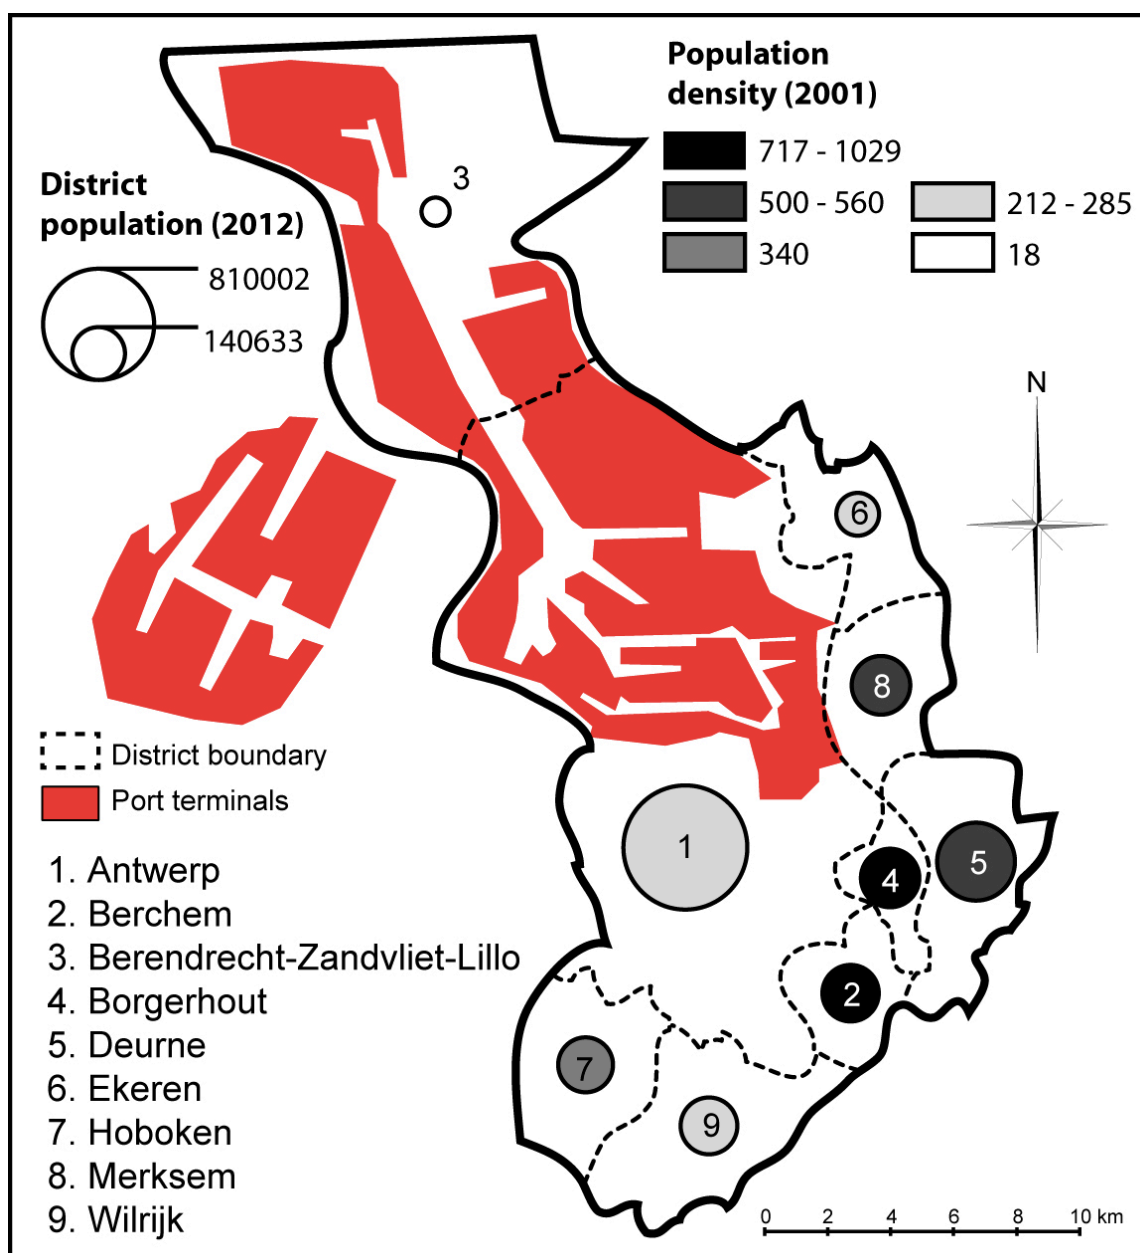 Population
density (2001)
717 - 1029
500 - 560
212 - 285
340
18
District
population (2012)
810002
140633
N
3
6
8
1
5
4
2
7
9
District boundary
Port terminals
1. Antwerp
2. Berchem
3. Berendrecht-Zandvliet-Lillo
4. Borgerhout
5. Deurne
6. Ekeren
7. Hoboken
8. Merksem
9. Wilrijk
0 2 4 6 8 10 km